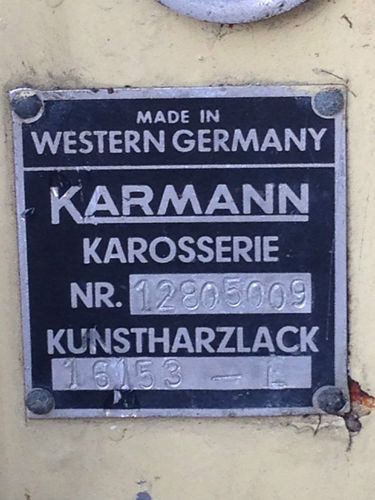 MADE IN
WESTERN GERMANY
KARMANN
KAROSSERIE
NR. 12805009
KUNSTHARZLACK
16153 - L